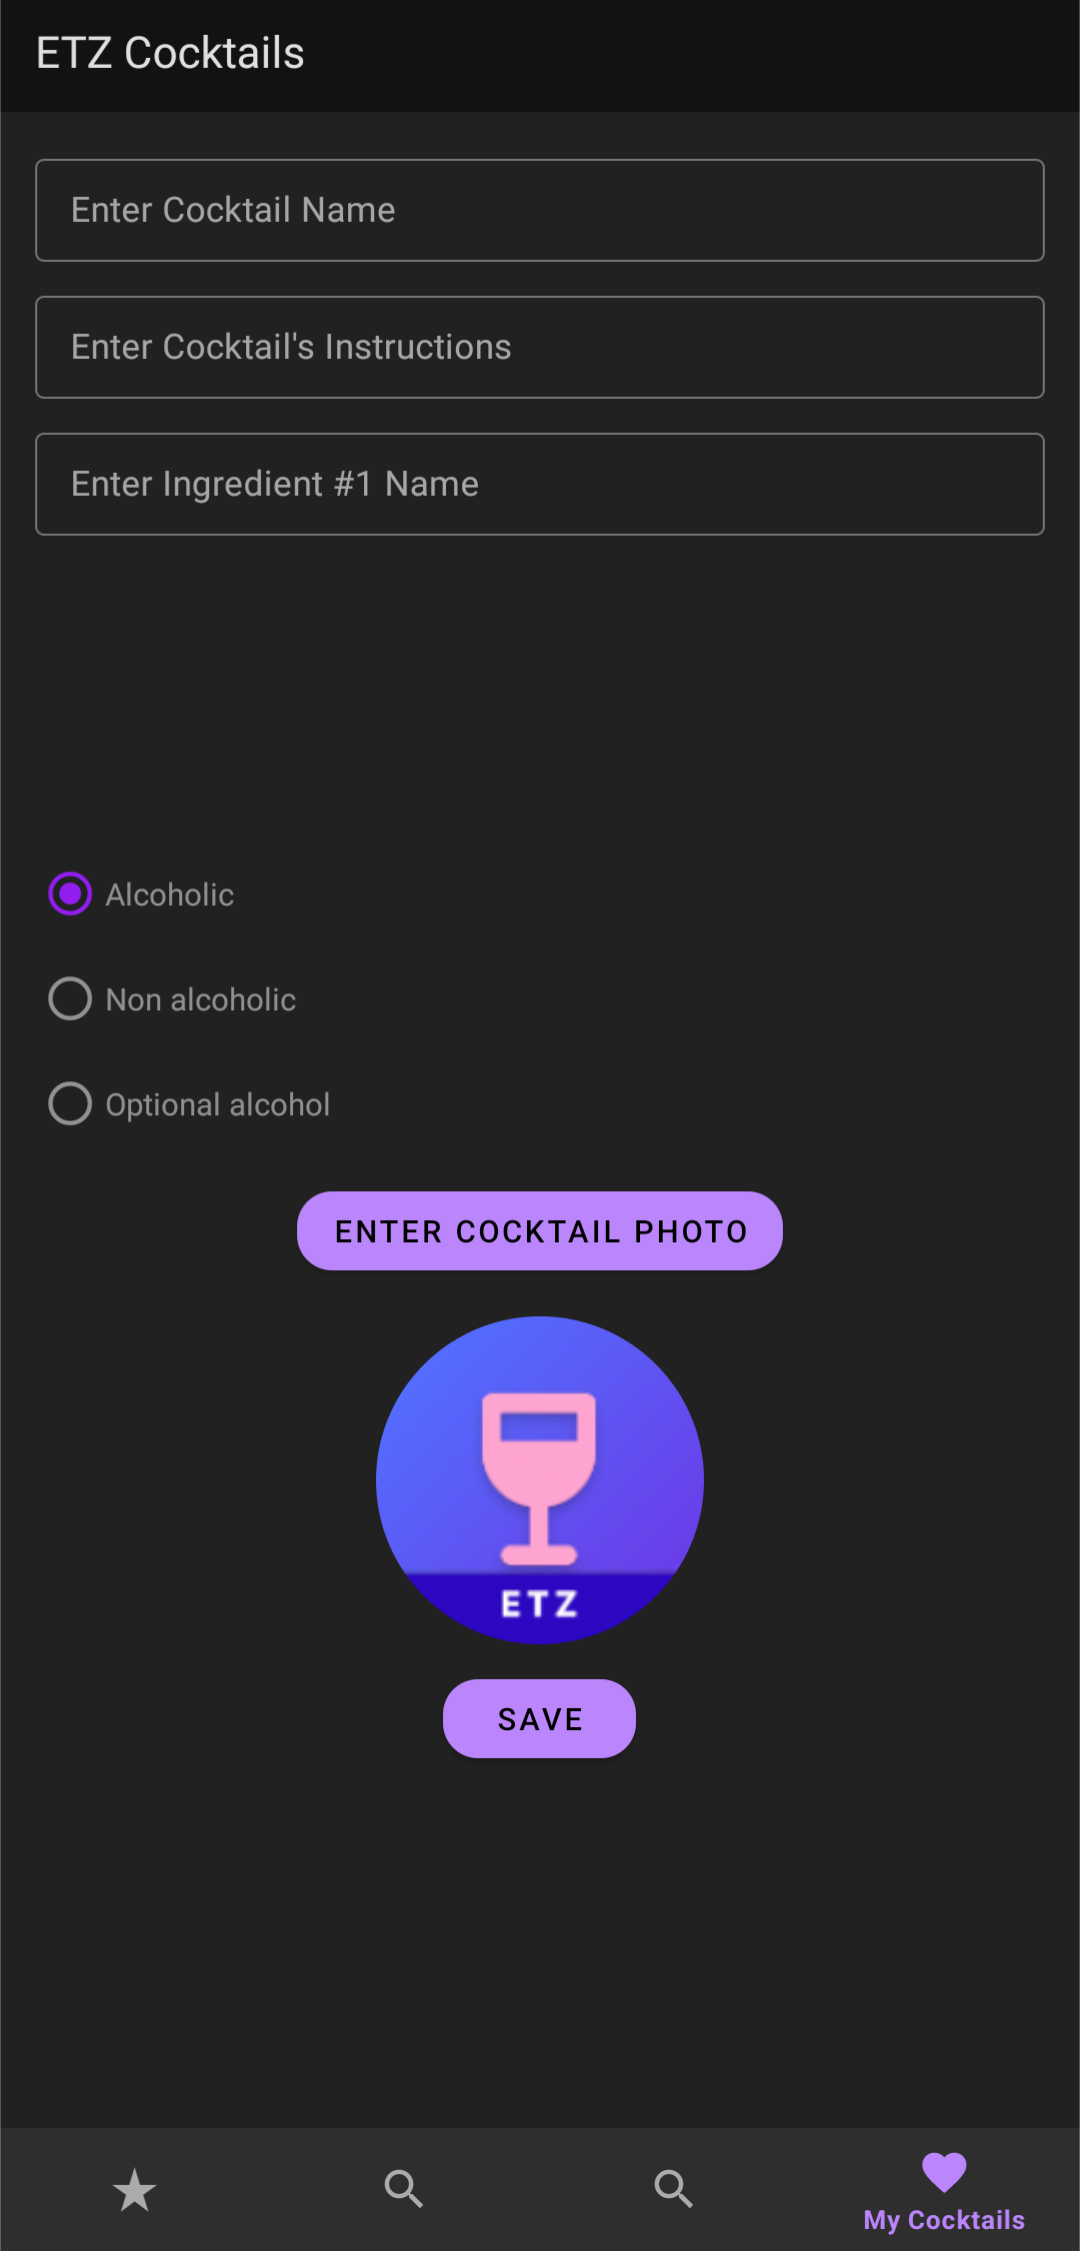 ETZ Cocktails
Enter Cocktail Name
Enter Cocktail's Instructions
Enter Ingredient #1 Name
Alcoholic
Non alcoholic
Optional alcohol
ENTER COCKTAIL PHOTO
ETZ
SAVE
My Cocktails